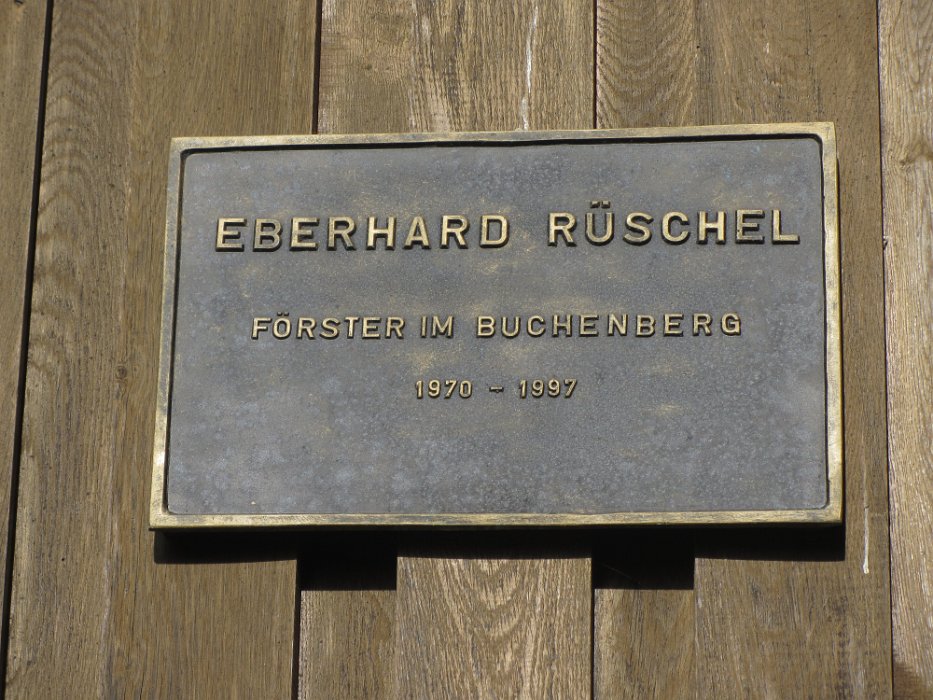 EBERHARD RÜSCHEL
FÖRSTER IM BUCHENBERG
1970 - 1997